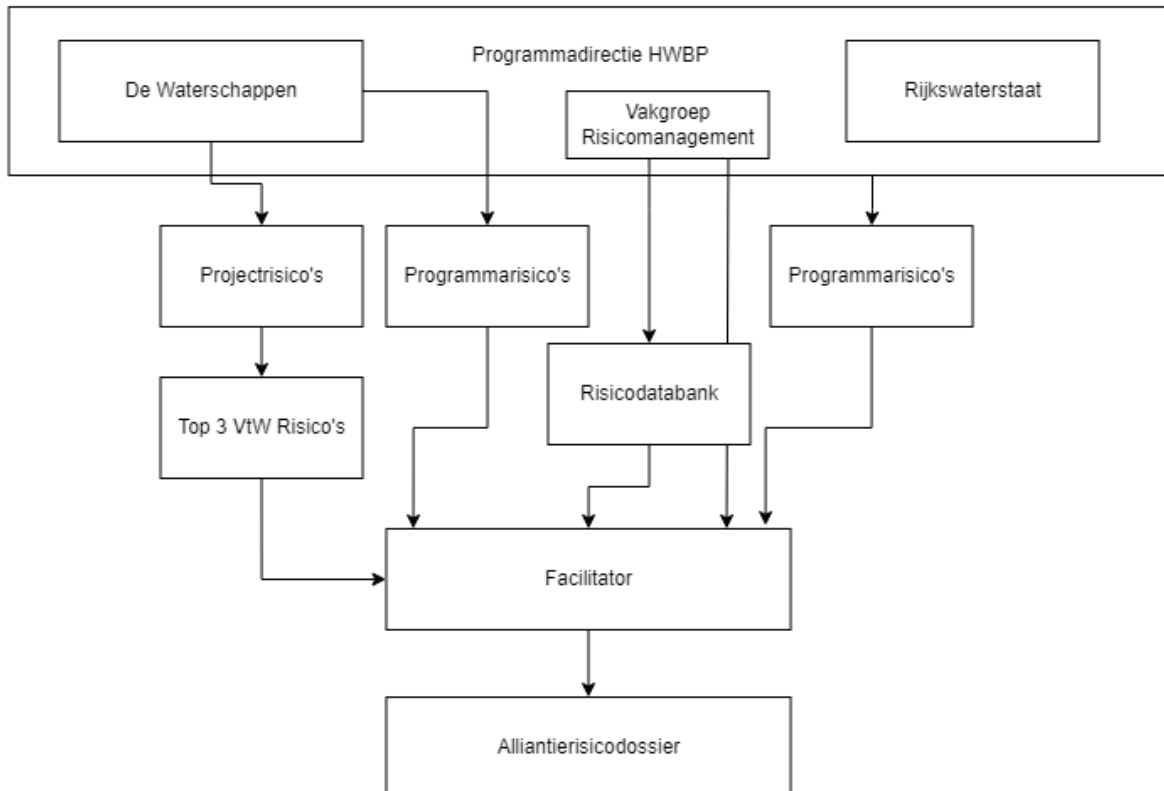 Programmadirectie HWBP
De Waterschappen
Vakgroep
Risicomanagement
Rijkswaterstaat
Projectrisico's
Programmarisico's
Programmarisico's
Risicodatabank
Top 3 VtW Risico's
Facilitator
Alliantierisicodossier